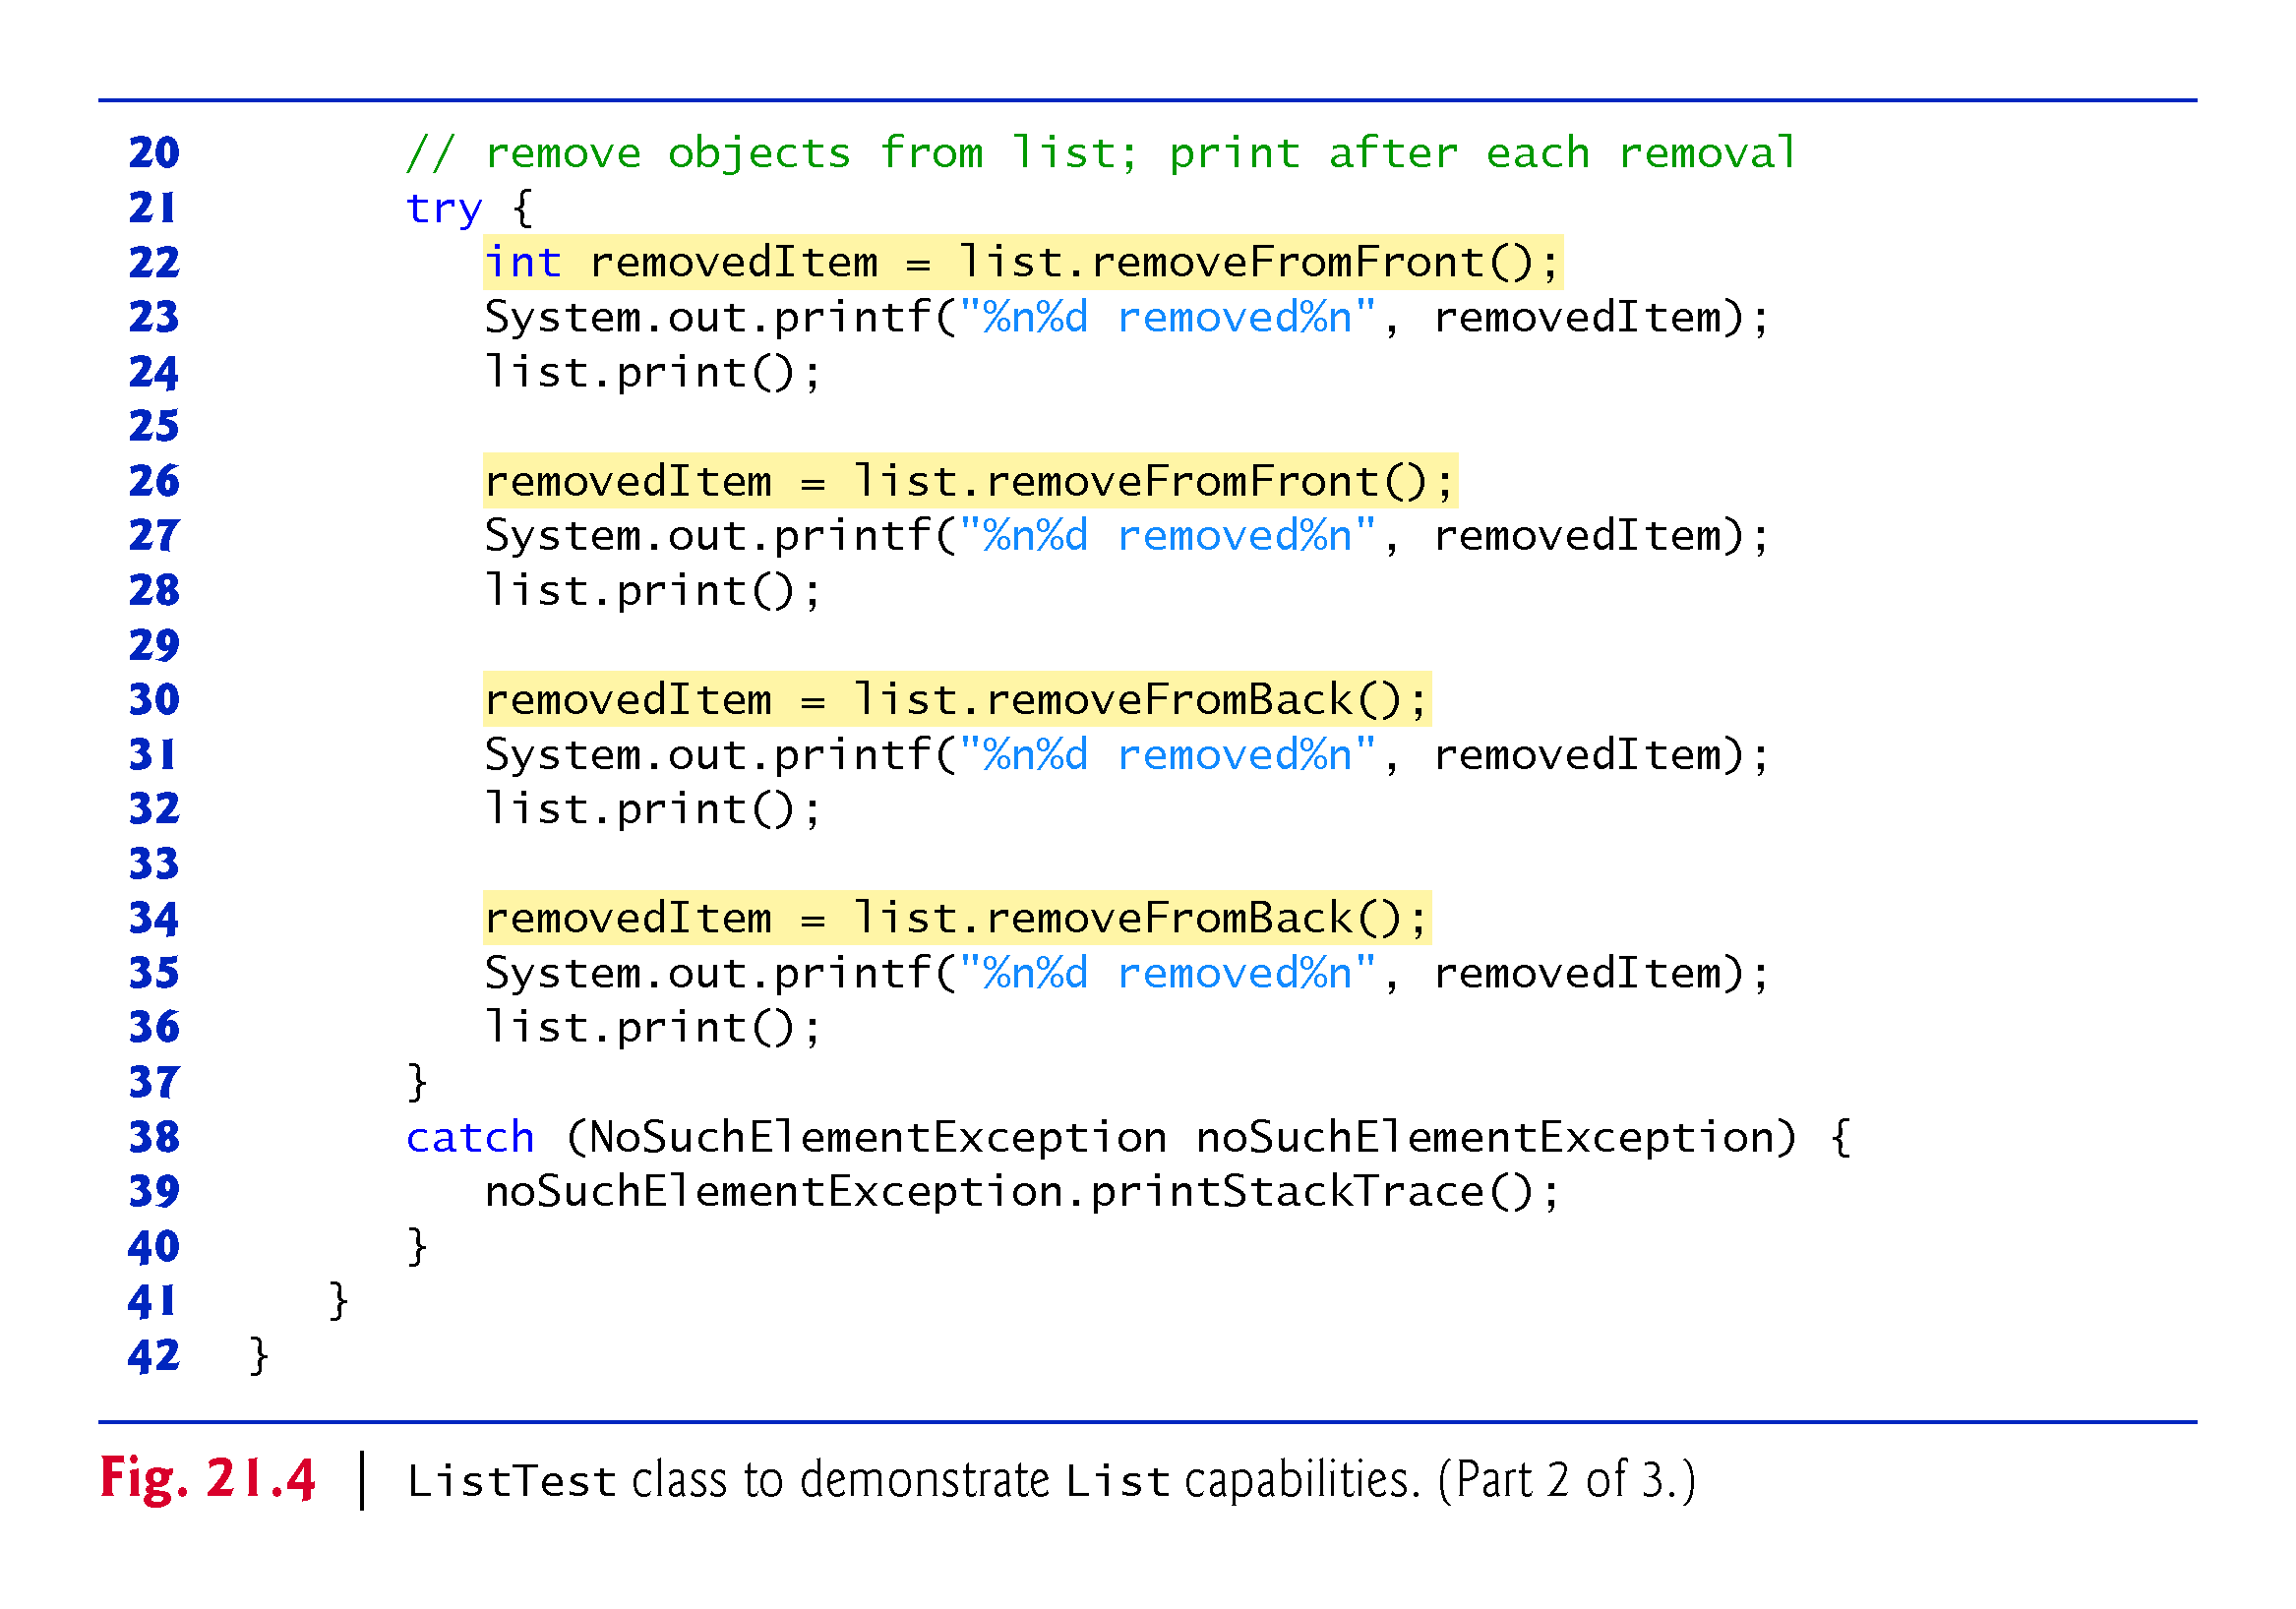 20 // remove objects from list; print after each removal
21 try {
22 int removedItem = list.removeFromFront();
23 System.out.printf("%n%d removed%n", removedItem);
24 list.print();
25
26 removedItem = list.removeFromFront();
27 System.out.printf("%n%d removed%n", removedItem);
28 list.print();
29
30 removedItem = list.removeFromBack();
31 System.out.printf("%n%d removed%n", removedItem);
32 list.print();
33
34 removedItem = list.removeFromBack();
35 System.out.printf("%n%d removed%n", removedItem);
36 list.print();
37 }
38 catch (NoSuchElementException noSuchElementException) {
39 noSuchElementException.printStackTrace();
40 }
41 }
42 }
Fig. 21.4 | ListTest class to demonstrate List capabilities. (Part 2 of 3.)